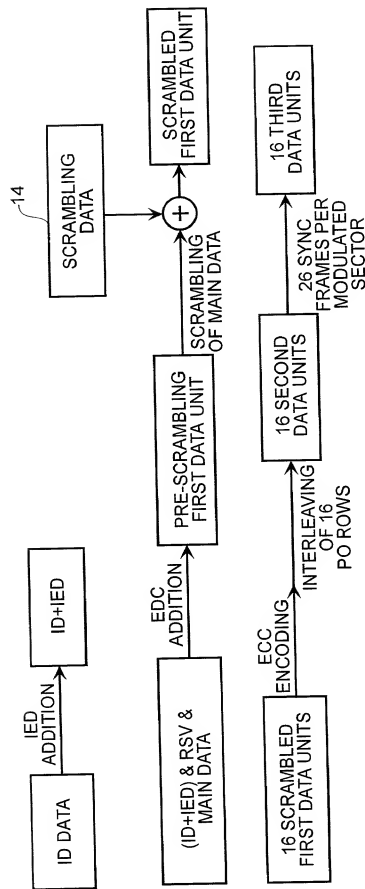 ID DATA
IED
ADDITION
ID+IED
(ID+IED) & RSV &
MAIN DATA
EDC
ADDITION
PRE-SCRAMBLING
FIRST DATA UNIT
SCRAMBLING
OF MAIN DATA
14
SCRAMBLING
DATA
+
SCRAMBLED
FIRST DATA UNIT
16 SCRAMBLED
FIRST DATA UNITS
ECC
ENCODING
INTERLEAVING
OF 16
PO ROWS
16 SECOND
DATA UNITS
26 SYNC
FRAMES PER
MODULATED
SECTOR
16 THIRD
DATA UNITS